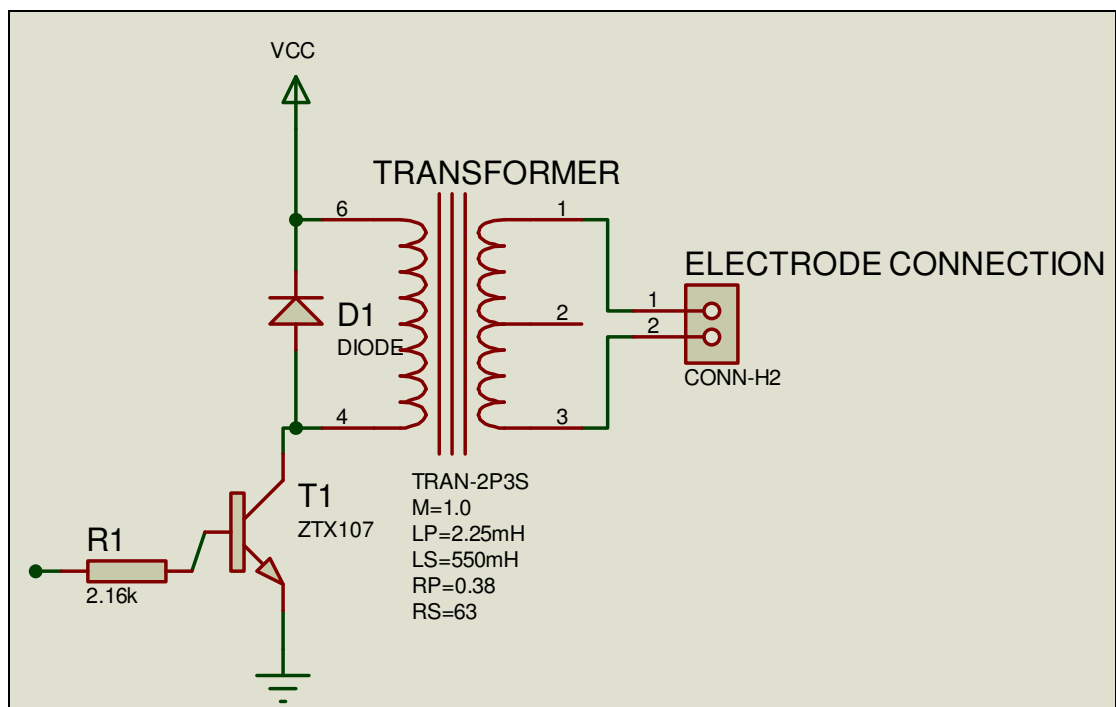 VCC
TRANSFORMER
6
1
ELECTRODE CONNECTION
1
2
2
D1
DIODE
CONN-H2
4
3
TRAN-2P3S
M=1.0
LP=2.25mH
LS=550mH
RP=0.38
RS=63
T1
ZTX107
R1
2.16k